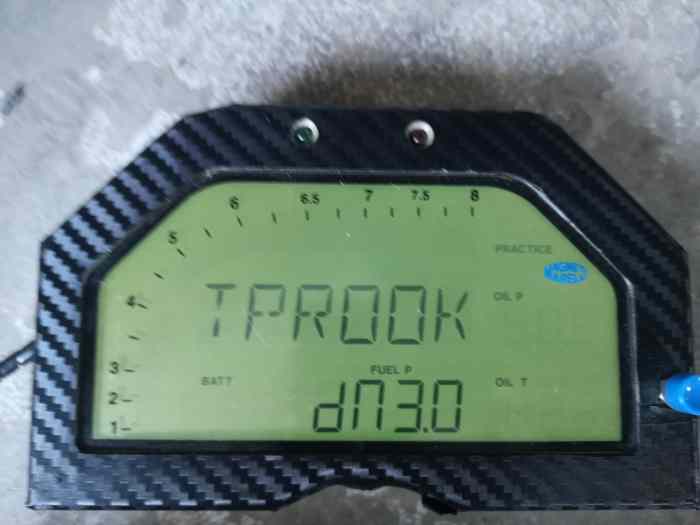 6 6.5 7 7.5 8
5
PRACTICE
4
OIL P
TPROOK
3
BATT FUEL P OIL T
2
dM3.0
1